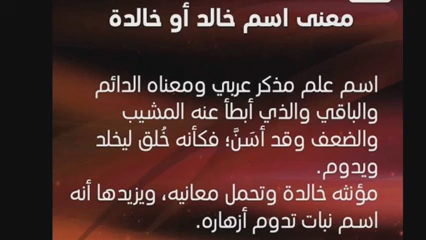 معنى اسم خالد أو خالدة
اسم علم مذكر عربي ومعناه الدائم
والباقي والذي أبطأ عنه المشيب
والضعف وقد أسَنَّ؛ فكأنه خُلق ليخلد
ويدوم.
مؤنثه خالدة وتحمل معانيه، ويزيدها أنه
اسم نبات تدوم أزهاره.